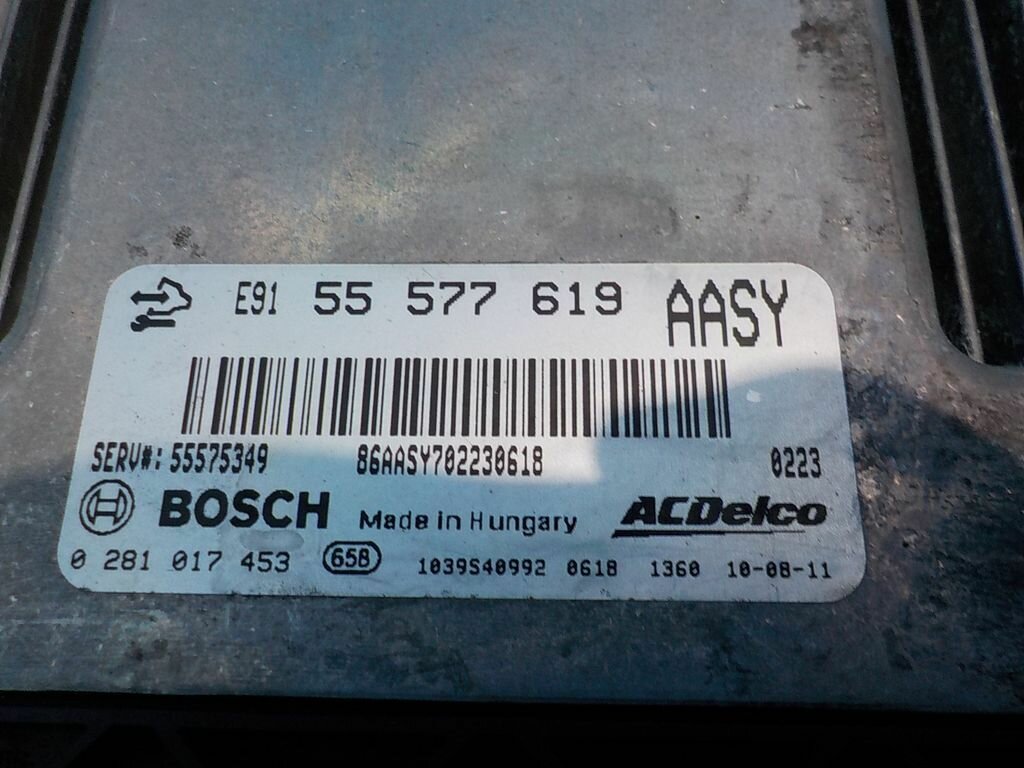 E91 55 577 619 AASY
SERV#: 55575349 86AASY702230618 0223
BOSCH Made in Hungary ACDelco
0 281 017 453 65B 1039S40992 0618 1360 10-08-11